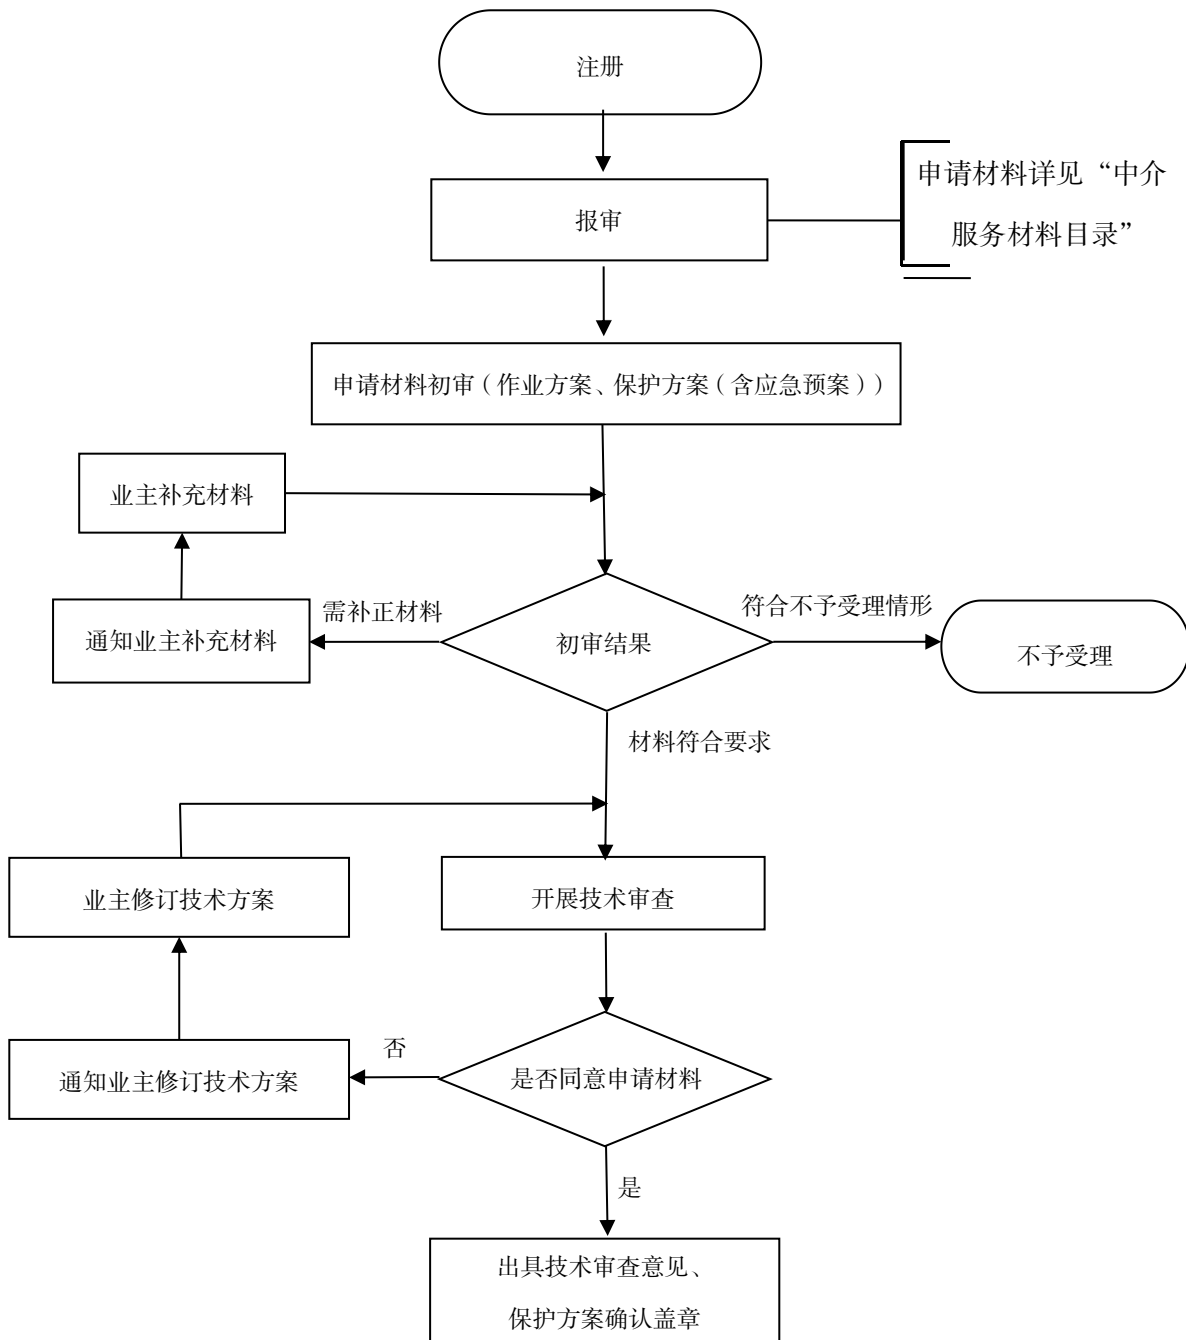 注册
报审
申请材料详见“中介
服务材料目录”
申请材料初审（作业方案、保护方案（含应急预案））
业主补充材料
需补正材料
符合不予受理情形
通知业主补充材料
初审结果
不予受理
材料符合要求
业主修订技术方案
开展技术审查
否
通知业主修订技术方案
是否同意申请材料
是
出具技术审查意见、
保护方案确认盖章